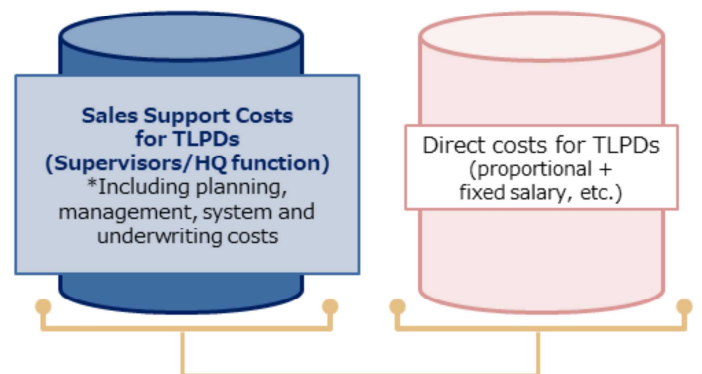 Sales Support Costs
for TLPDs
(Supervisors/HQ function)
*Including planning,
management, system and
underwriting costs
Direct costs for TLPDs
(proportional +
fixed salary, etc.)